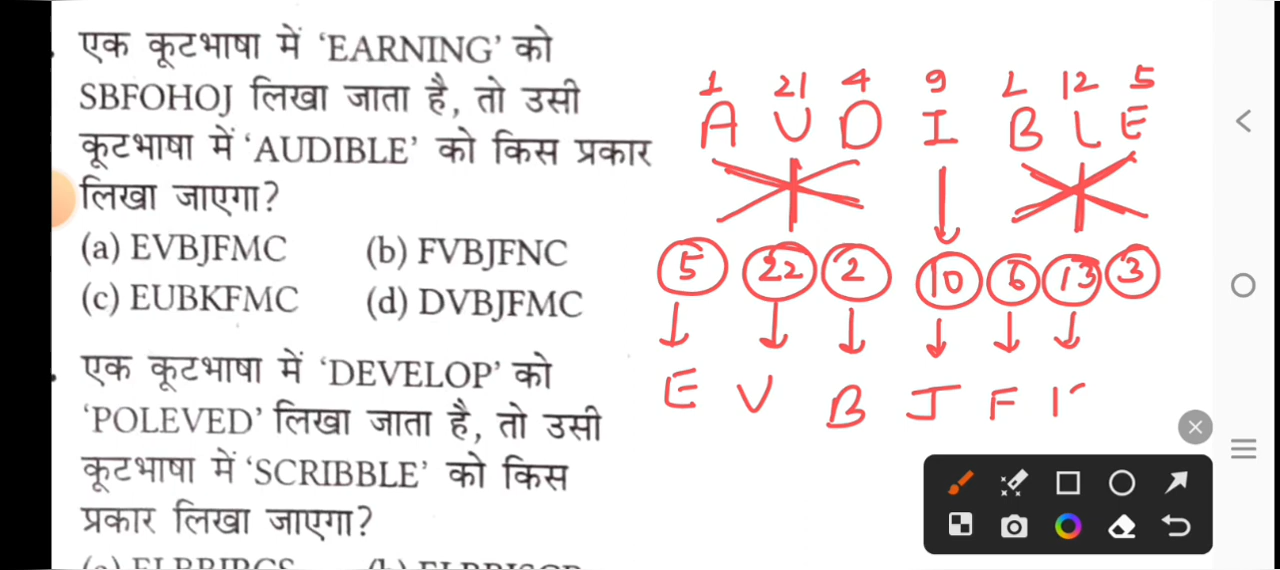 एक कूटभाषा में ‘EARNING’ को
SBFOHOJ लिखा जाता है, तो उसी
कूटभाषा में ‘AUDIBLE’ को किस प्रकार
लिखा जाएगा?
(a) EVBJFMC (b) FVBJFNC
(c) EUBKFMC (d) DVBJFMC
एक कूटभाषा में ‘DEVELOP’ को
‘POLEVED’ लिखा जाता है, तो उसी
कूटभाषा में ‘SCRIBBLE’ को किस
प्रकार लिखा जाएगा?
1 21 4 9 2 12 5
A U D I B L E
5 22 2 10 6 13 3
E V B J F